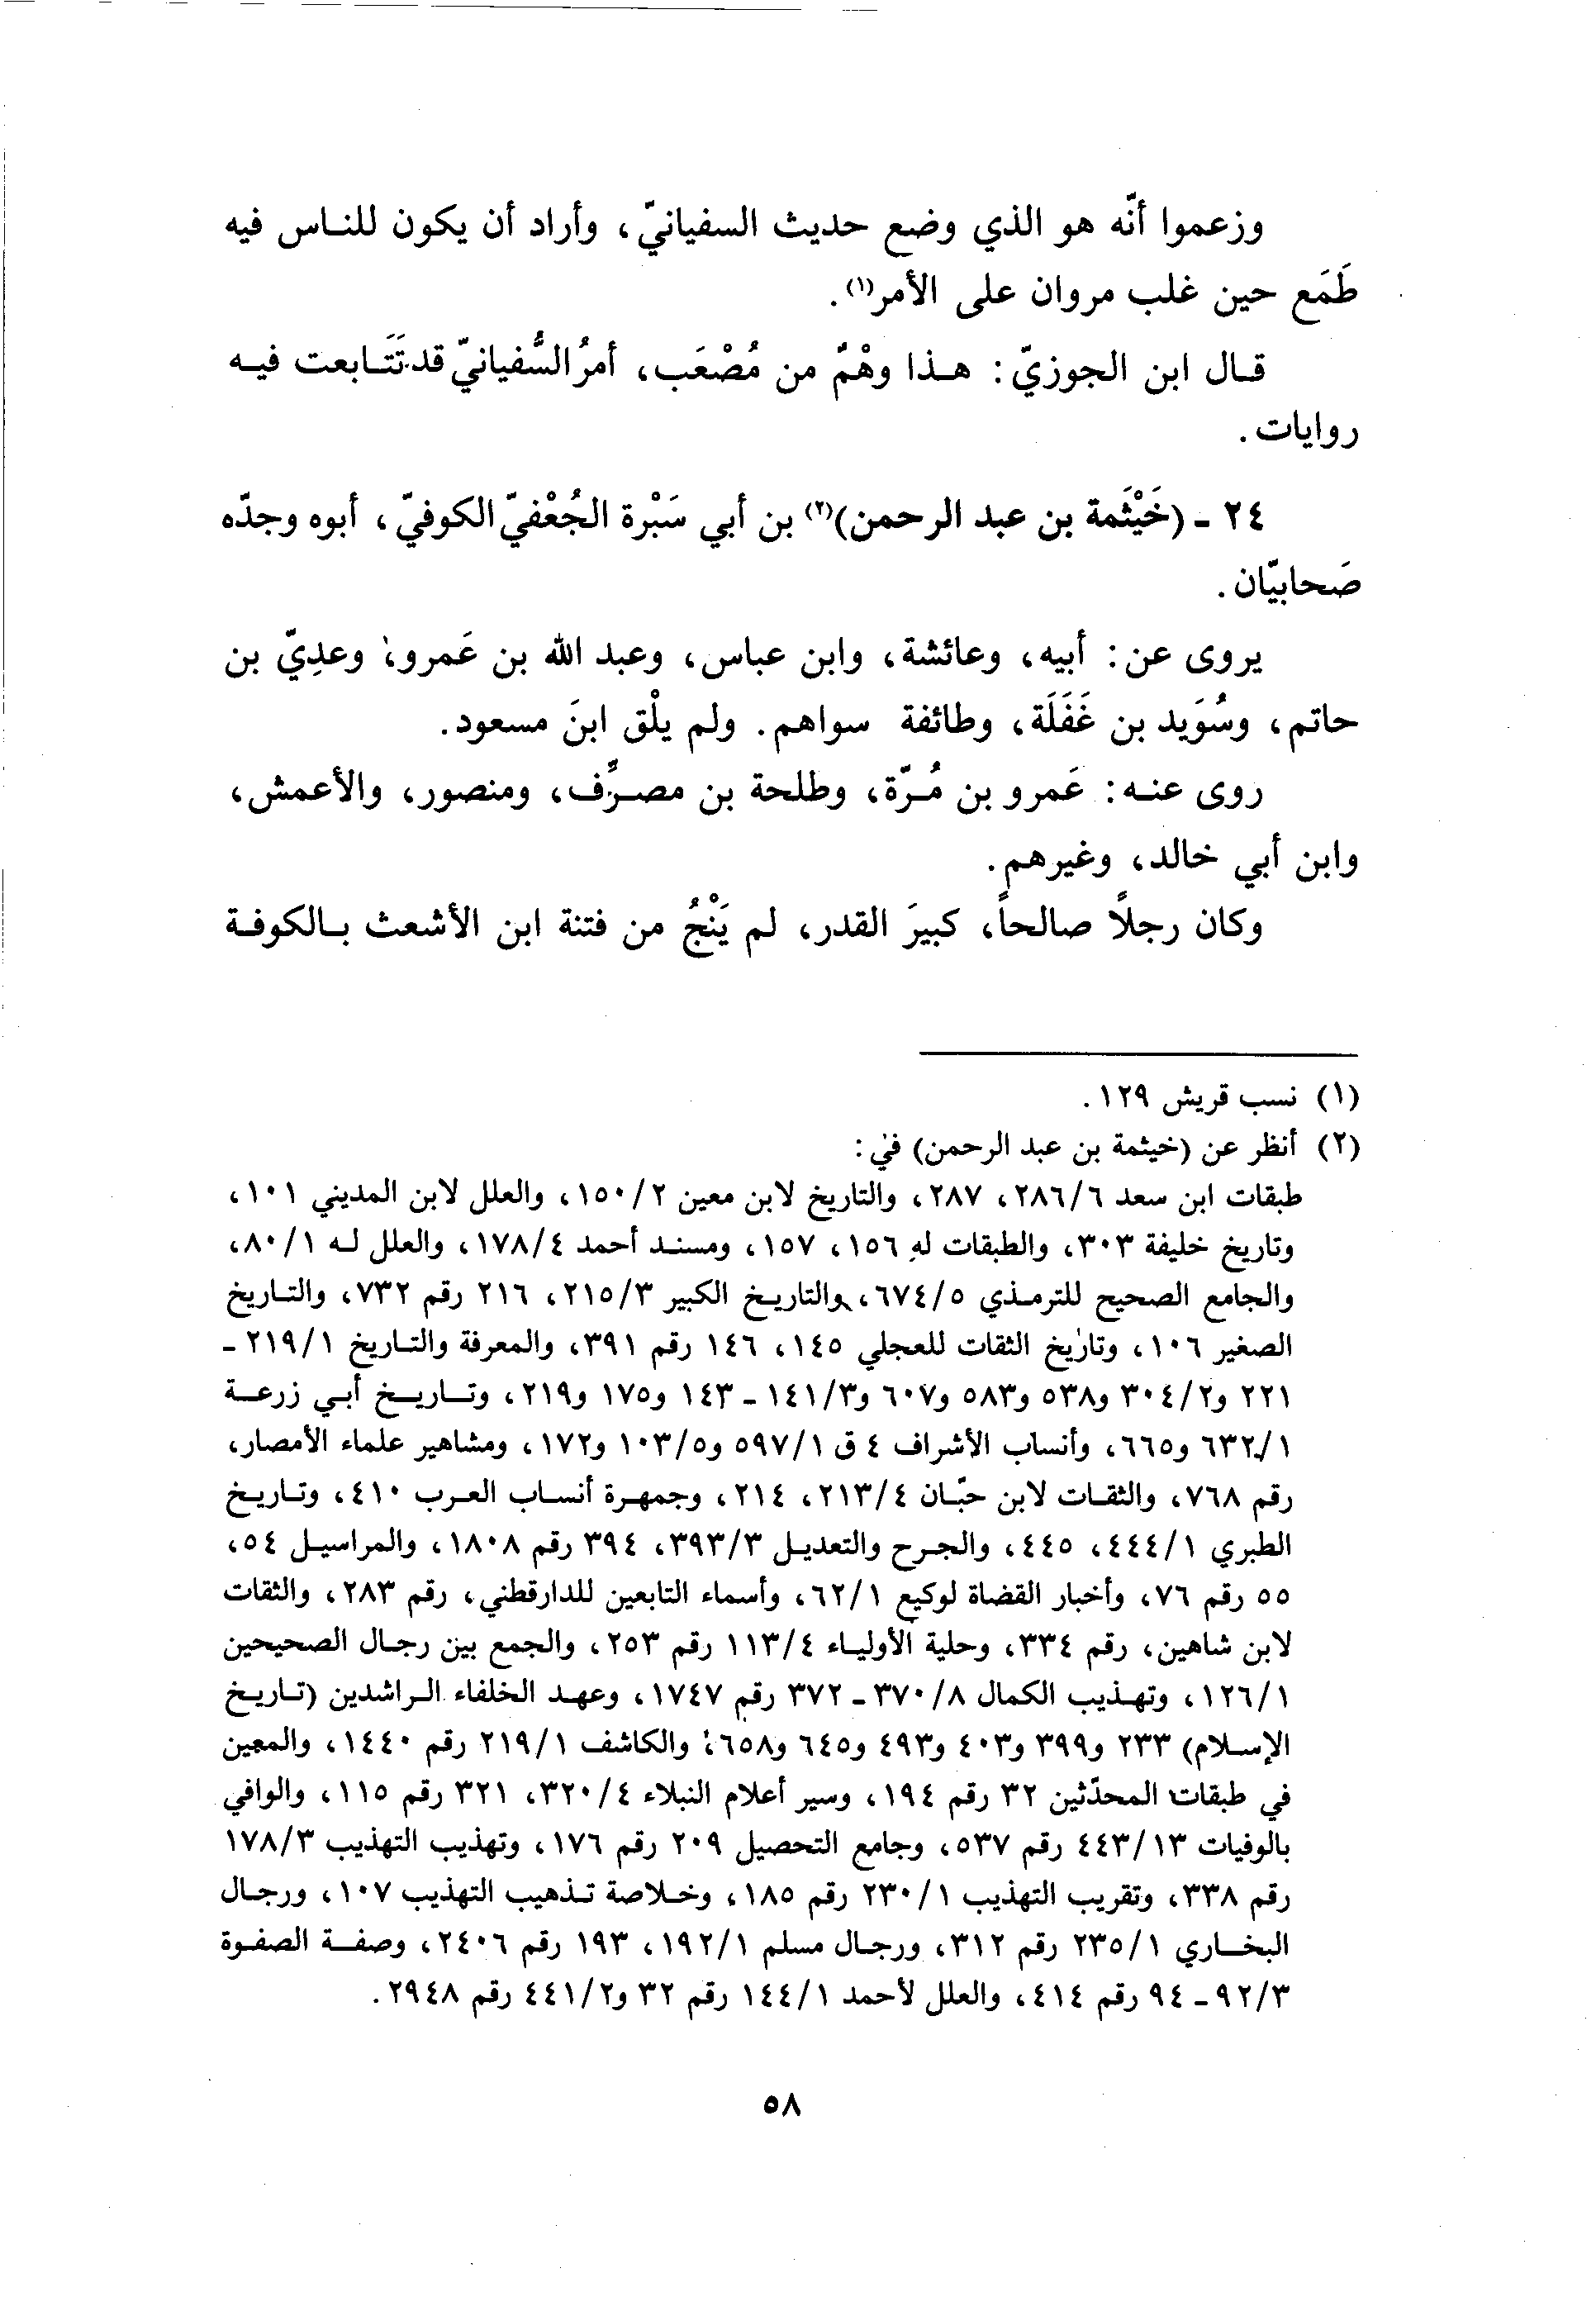 وزعموا أنّه هو الذي وضع حديث السفيانيّ، وأراد أن يكون للناس فيه
طَمَع حين غلب مروان على الأمر(١).
قال ابن الجوزيّ: هذا وهْمٌ من مُصْعَب، أمرُ السُّفيانيّ قد تَتَابعت فيه
روايات.
٢٤ ـ (خَيْثَمة بن عبد الرحمن)(٢) بن أبي سَبْرة الجُعْفيّ الكوفيّ، أبوه وجدّه
صَحابيّان.
يروى عن: أبيه، وعائشة، وابن عباس، وعبد الله بن عَمرو، وعدِيّ بن
حاتم، وسُوَيد بن غَفَلَة، وطائفة سواهم. ولم يلْق ابنَ مسعود.
روى عنه: عَمرو بن مُرّة، وطلحة بن مصرِّف، ومنصور، والأعمش،
وابن أبي خالد، وغيرهم.
وكان رجلاً صالحاً، كبيرَ القدر، لم يَنْجُ من فتنة ابن الأشعث بالكوفة
(١) نسب قريش ١٢٩.
(٢) أنظر عن (خيثمة بن عبد الرحمن) في:
طبقات ابن سعد ٢٨٦/٦، ٢٨٧، والتاريخ لابن معين ١٥٠/٢، والعلل لابن المديني ١٠١،
وتاريخ خليفة ٣٠٣، والطبقات له ١٥٦، ١٥٧، ومسند أحمد ١٧٨/٤، والعلل له ٨٠/١،
والجامع الصحيح للترمذي ٦٧٤/٥، والتاريخ الكبير ٢١٥/٣، ٢١٦ رقم ٧٣٢، والتاريخ
الصغير ١٠٦، وتاريخ الثقات للعجلي ١٤٥، ١٤٦ رقم ٣٩١، والمعرفة والتاريخ ٢١٩/١ ـ
٢٢١ و٣٠٤/٢ و٥٣٨ و٥٨٣ و٦٠٧ و١٤١/٣ ـ ١٤٣ و١٧٥ و٢١٩، وتاريخ أبي زرعة
٦٣٢/١ و٦٦٥، وأنساب الأشراف ٤ ق ٥٩٧/١ و١٠٣/٥ و١٧٢، ومشاهير علماء الأمصار،
رقم ٧٦٨، والثقات لابن حبّان ٢١٣/٤، ٢١٤، وجمهرة أنساب العرب ٤١٠، وتاريخ
الطبري ٤٤٤/١، ٤٤٥، والجرح والتعديل ٣٩٣/٣، ٣٩٤ رقم ١٨٠٨، والمراسيل ٥٤،
٥٥ رقم ٧٦، وأخبار القضاة لوكيع ٦٢/١، وأسماء التابعين للدارقطني، رقم ٢٨٣، والثقات
لابن شاهين، رقم ٣٣٤، وحلية الأولياء ١١٣/٤ رقم ٢٥٣، والجمع بين رجال الصحيحين
١٢٦/١، وتهذيب الكمال ٣٧٠/٨ ـ ٣٧٢ رقم ١٧٤٧، وعهد الخلفاء الراشدين (تاريخ
الإسلام) ٢٣٣ و٣٩٩ و٤٠٣ و٤٩٣ و٦٤٥ و٦٥٨، والكاشف ٢١٩/١ رقم ١٤٤٠، والمعين
في طبقات المحدّثين ٣٢ رقم ١٩٤، وسير أعلام النبلاء ٣٢٠/٤، ٣٢١ رقم ١١٥، والوافي
بالوفيات ٤٤٣/١٣ رقم ٥٣٧، وجامع التحصيل ٢٠٩ رقم ١٧٦، وتهذيب التهذيب ١٧٨/٣
رقم ٣٣٨، وتقريب التهذيب ٢٣٠/١ رقم ١٨٥، وخلاصة تذهيب التهذيب ١٠٧، ورجال
البخاري ٢٣٥/١ رقم ٣١٢، ورجال مسلم ١٩٢/١، ١٩٣ رقم ٢٤٠٦، وصفة الصفوة
٩٢/٣ ـ ٩٤ رقم ٤١٤، والعلل لأحمد ١٤٤/١ رقم ٣٢ و٤٤١/٢ رقم ٢٩٤٨.
٥٨